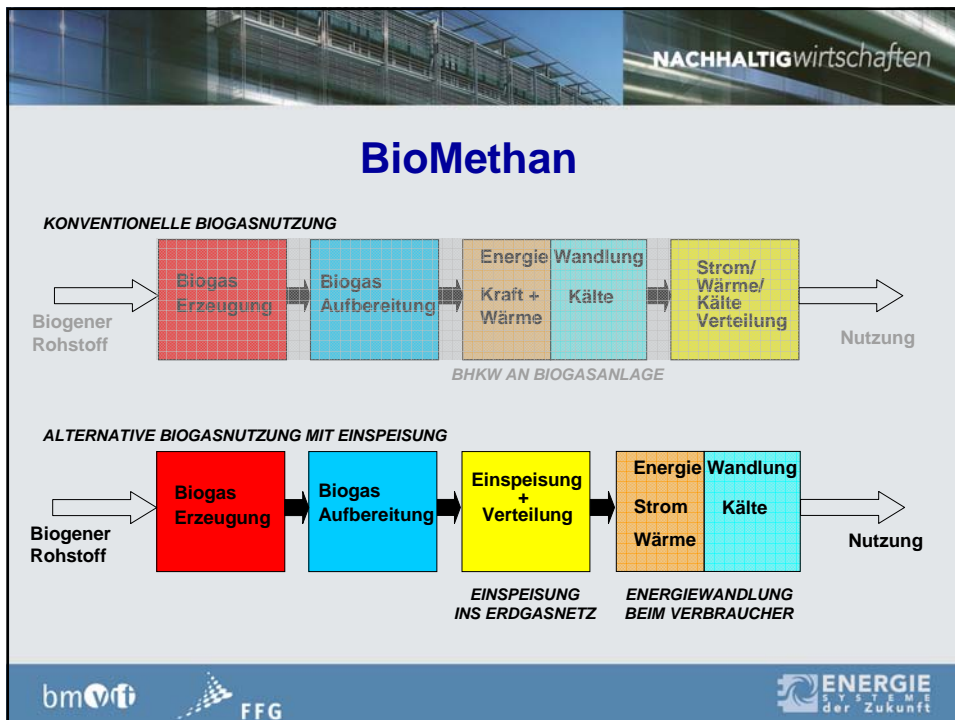 NACHHALTIGwirtschaften
BioMethan
KONVENTIONELLE BIOGASNUTZUNG
Biogener
Rohstoff
Biogas
Erzeugung
Biogas
Aufbereitung
Energie Wandlung
Kraft +
Wärme
Kälte
Strom/
Wärme/
Kälte
Verteilung
Nutzung
BHKW AN BIOGASANLAGE
ALTERNATIVE BIOGASNUTZUNG MIT EINSPEISUNG
Biogener
Rohstoff
Biogas
Erzeugung
Biogas
Aufbereitung
Einspeisung
+
Verteilung
Energie Wandlung
Strom
Kälte
Wärme
Nutzung
EINSPEISUNG
INS ERDGASNETZ
ENERGIEWANDLUNG
BEIM VERBRAUCHER
bmvit
FFG
ENERGIE
SYSTEME
der Zukunft